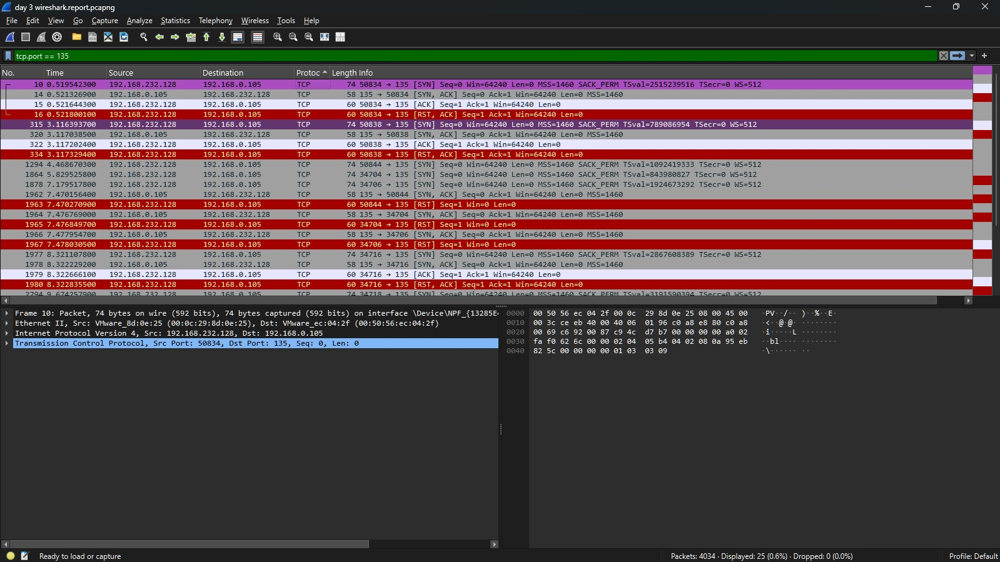 day 3 wireshark.report.pcapng
File Edit View Go Capture Analyze Statistics Telephony Wireless Tools Help
tcp.port == 135
No. Time Source Destination Protoc Length Info
10 0.519542300 192.168.232.128 192.168.0.105 TCP 74 50834 → 135 [SYN] Seq=0 Win=64240 Len=0 MSS=1460 SACK_PERM TSval=2515239516 TSecr=0 WS=512
14 0.521326900 192.168.0.105 192.168.232.128 TCP 58 135 → 50834 [SYN, ACK] Seq=0 Ack=1 Win=64240 Len=0 MSS=1460
15 0.521644300 192.168.232.128 192.168.0.105 TCP 60 50834 → 135 [ACK] Seq=1 Ack=1 Win=64240 Len=0
16 0.521800100 192.168.232.128 192.168.0.105 TCP 60 50834 → 135 [RST, ACK] Seq=1 Ack=1 Win=64240 Len=0
315 3.116393700 192.168.232.128 192.168.0.105 TCP 74 50838 → 135 [SYN] Seq=0 Win=64240 Len=0 MSS=1460 SACK_PERM TSval=789086954 TSecr=0 WS=512
320 3.117038500 192.168.0.105 192.168.232.128 TCP 58 135 → 50838 [SYN, ACK] Seq=0 Ack=1 Win=64240 Len=0 MSS=1460
322 3.117202400 192.168.232.128 192.168.0.105 TCP 60 50838 → 135 [ACK] Seq=1 Ack=1 Win=64240 Len=0
334 3.117329400 192.168.232.128 192.168.0.105 TCP 60 50838 → 135 [RST, ACK] Seq=1 Ack=1 Win=64240 Len=0
1294 4.468670300 192.168.232.128 192.168.0.105 TCP 74 50844 → 135 [SYN] Seq=0 Win=64240 Len=0 MSS=1460 SACK_PERM TSval=1092419333 TSecr=0 WS=512
1864 5.829525800 192.168.232.128 192.168.0.105 TCP 74 34704 → 135 [SYN] Seq=0 Win=64240 Len=0 MSS=1460 SACK_PERM TSval=843980827 TSecr=0 WS=512
1878 7.179517800 192.168.232.128 192.168.0.105 TCP 74 34706 → 135 [SYN] Seq=0 Win=64240 Len=0 MSS=1460 SACK_PERM TSval=1924673292 TSecr=0 WS=512
1962 7.470156400 192.168.0.105 192.168.232.128 TCP 58 135 → 50844 [SYN, ACK] Seq=0 Ack=1 Win=64240 Len=0 MSS=1460
1963 7.470270900 192.168.232.128 192.168.0.105 TCP 60 50844 → 135 [RST] Seq=1 Win=0 Len=0
1964 7.476769000 192.168.0.105 192.168.232.128 TCP 58 135 → 34704 [SYN, ACK] Seq=0 Ack=1 Win=64240 Len=0 MSS=1460
1965 7.476849700 192.168.232.128 192.168.0.105 TCP 60 34704 → 135 [RST] Seq=1 Win=0 Len=0
1966 7.477954700 192.168.0.105 192.168.232.128 TCP 58 135 → 34706 [SYN, ACK] Seq=0 Ack=1 Win=64240 Len=0 MSS=1460
1967 7.478030500 192.168.232.128 192.168.0.105 TCP 60 34706 → 135 [RST] Seq=1 Win=0 Len=0
1977 8.321107800 192.168.232.128 192.168.0.105 TCP 74 34716 → 135 [SYN] Seq=0 Win=64240 Len=0 MSS=1460 SACK_PERM TSval=2867608389 TSecr=0 WS=512
1978 8.322229200 192.168.0.105 192.168.232.128 TCP 58 135 → 34716 [SYN, ACK] Seq=0 Ack=1 Win=64240 Len=0 MSS=1460
1979 8.322666100 192.168.232.128 192.168.0.105 TCP 60 34716 → 135 [ACK] Seq=1 Ack=1 Win=64240 Len=0
1980 8.322835500 192.168.232.128 192.168.0.105 TCP 60 34716 → 135 [RST, ACK] Seq=1 Ack=1 Win=64240 Len=0
2794 9.674257900 192.168.232.128 192.168.0.105 TCP 74 34718 → 135 [SYN] Seq=0 Win=64240 Len=0 MSS=1460 SACK_PERM TSval=3191590394 TSecr=0 WS=512
Frame 10: Packet, 74 bytes on wire (592 bits), 74 bytes captured (592 bits) on interface \Device\NPF_{13285E
Ethernet II, Src: VMware_8d:0e:25 (00:0c:29:8d:0e:25), Dst: VMware_ec:04:2f (00:50:56:ec:04:2f)
Internet Protocol Version 4, Src: 192.168.232.128, Dst: 192.168.0.105
Transmission Control Protocol, Src Port: 50834, Dst Port: 135, Seq: 0, Len: 0
0000 00 50 56 ec 04 2f 00 0c 29 8d 0e 25 08 00 45 00 ·PV··/·· )··%··E·
0010 00 3c ce eb 40 00 40 06 01 96 c0 a8 e8 80 c0 a8 ·<··@·@· ········
0020 00 69 c6 92 00 87 c9 4c d7 b7 00 00 00 00 a0 02 ·i·····L ········
0030 fa f0 62 6c 00 00 02 04 05 b4 04 02 08 0a 95 eb ··bl···· ········
0040 82 5c 00 00 00 00 01 03 03 09 ·\······ ··
Ready to load or capture
Packets: 4034 · Displayed: 25 (0.6%) · Dropped: 0 (0.0%)
Profile: Default